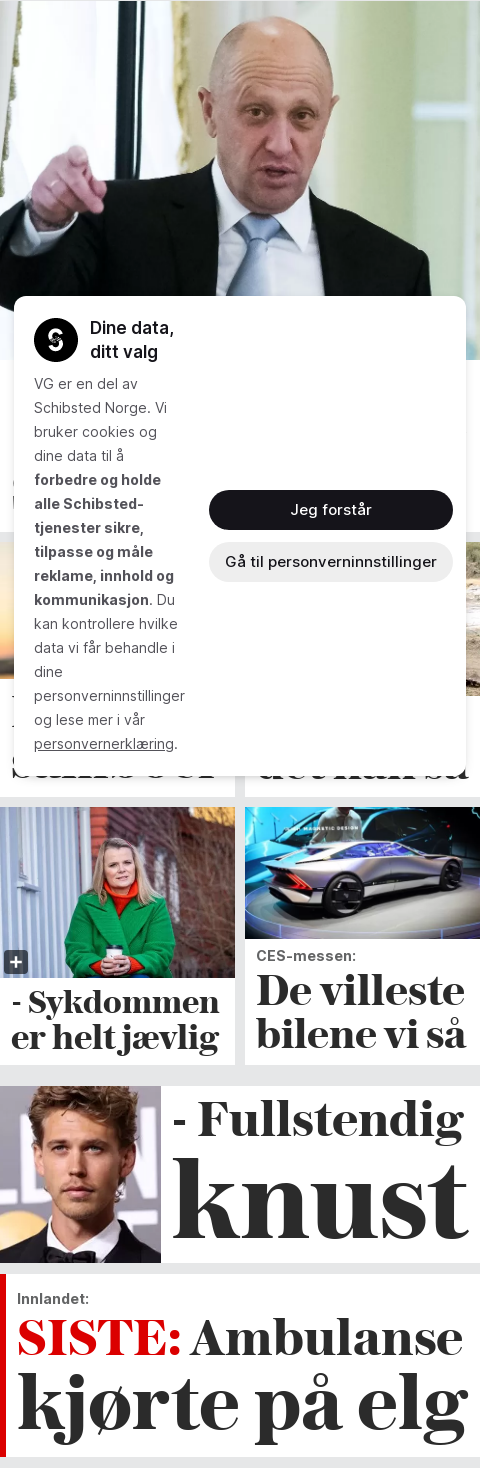 Dine data,
ditt valg
VG er en del av
Schibsted Norge. Vi
bruker cookies og
dine data til å
forbedre og holde
alle Schibsted-
tjenester sikre,
tilpasse og måle
reklame, innhold og
kommunikasjon. Du
kan kontrollere hvilke
data vi får behandle i
dine
personverninnstillinger
og lese mer i vår
personvernerklæring.
Jeg forstår
Gå til personverninnstillinger
MAGNETIC DESIGN
- Sykdommen
er helt jævlig
CES-messen:
De villeste
bilene vi så
- Fullstendig
knust
Innlandet:
SISTE: Ambulanse
kjørte på elg